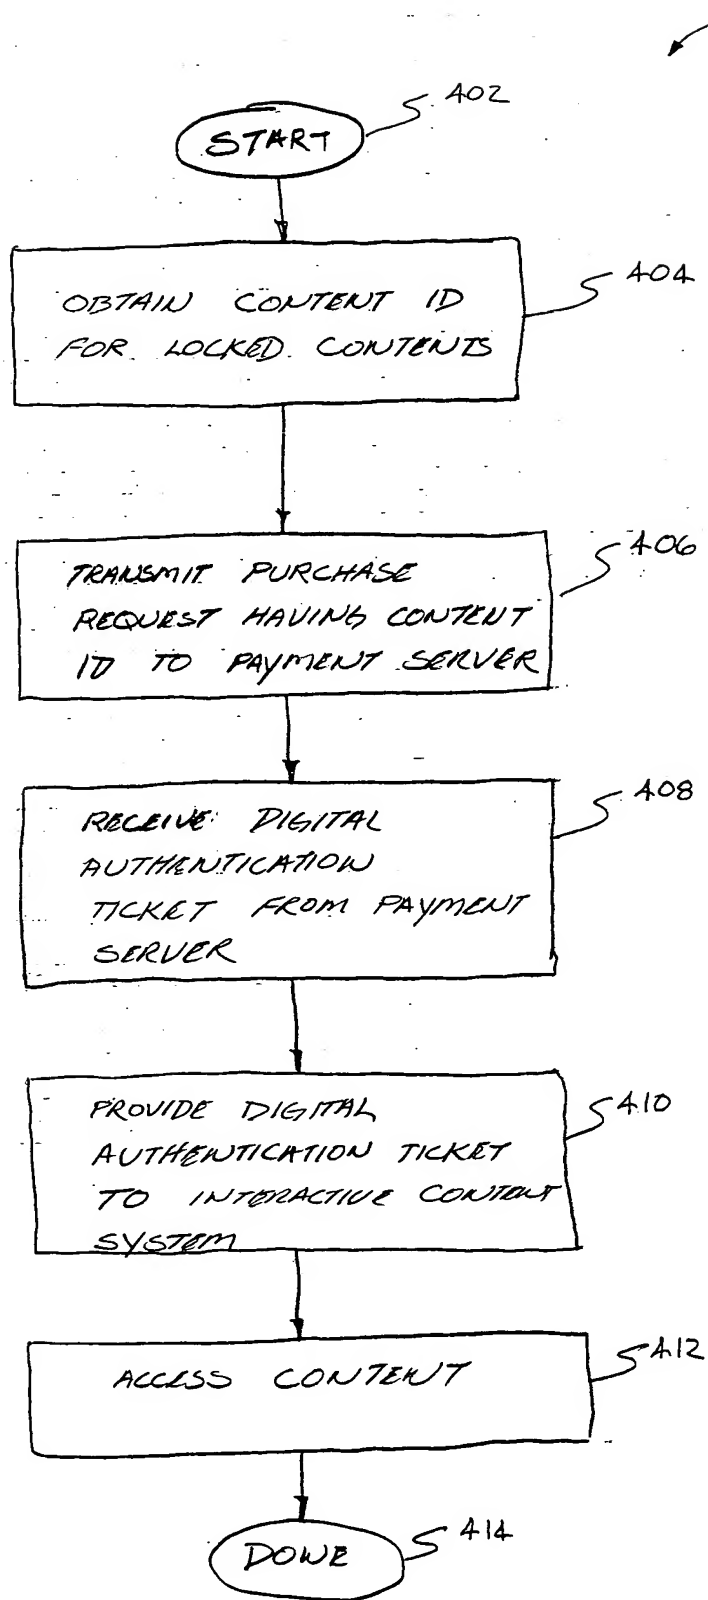 402
START
404
OBTAIN CONTENT ID
FOR LOCKED CONTENTS
406
TRANSMIT PURCHASE
REQUEST HAVING CONTENT
ID TO PAYMENT SERVER
408
RECEIVE DIGITAL
AUTHENTICATION
TICKET FROM PAYMENT
SERVER
410
PROVIDE DIGITAL
AUTHENTICATION TICKET
TO INTERACTIVE CONTENT
SYSTEM
412
ACCESS CONTENT
414
DONE